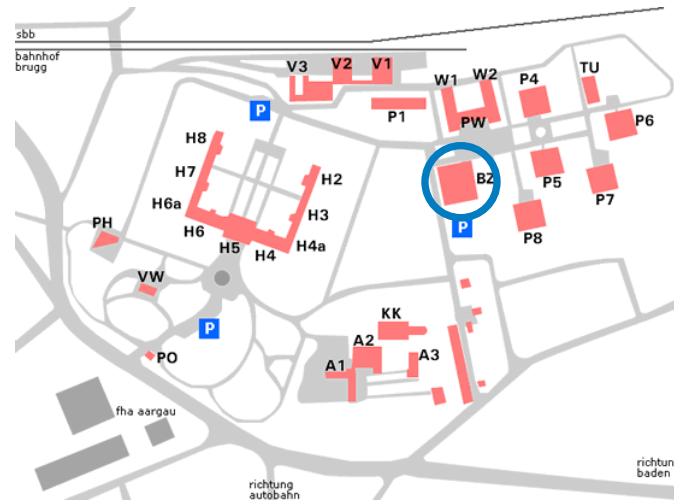 sbb
bahnhof
brugg
V3
V2
V1
P
P1
W1
W2
PW
P4
TU
P6
H8
H7
H6a
H6
H5
H4
H4a
H3
H2
BZ
P5
P7
P8
P
PH
VW
P
PO
KK
A2
A1
A3
fha aargau
richtung
autobahn
richtun
baden